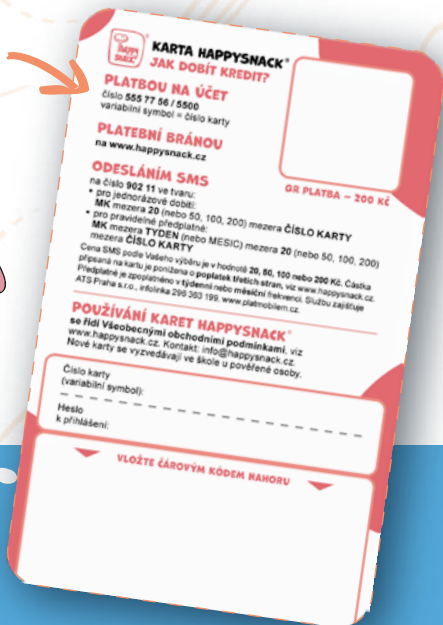 HAPPY
SNACK
KARTA HAPPYSNACK®
JAK DOBÍT KREDIT?
PLATBOU NA ÚČET
číslo 555 77 56 / 5500
variabilní symbol = číslo karty
PLATEBNÍ BRÁNOU
na www.happysnack.cz
QR PLATBA – 200 KČ
ODESLÁNÍM SMS
na číslo 902 11 ve tvaru:
• pro jednorázové dobití:
MK mezera 20 (nebo 50, 100, 200) mezera ČÍSLO KARTY
• pro pravidelné předplatné:
MK mezera TYDEN (nebo MESIC) mezera 20 (nebo 50, 100, 200)
mezera ČÍSLO KARTY
Cena SMS podle Vašeho výběru je v hodnotě 20, 50, 100 nebo 200 Kč. Částka
připsaná na kartu je ponížena o poplatek třetích stran, viz www.happysnack.cz.
Předplatné je zpoplatněno v týdenní nebo měsíční frekvenci. Službu zajišťuje
ATS Praha s.r.o., infolinka 296 363 199, www.platmobilem.cz.
POUŽÍVÁNÍ KARET HAPPYSNACK®
se řídí Všeobecnými obchodními podmínkami, viz
www.happysnack.cz. Kontakt: info@happysnack.cz.
Nové karty se vyzvedávají ve škole u pověřené osoby.
Číslo karty
(variabilní symbol):
Heslo
k přihlášení:
VLOŽTE ČÁROVÝM KÓDEM NAHORU